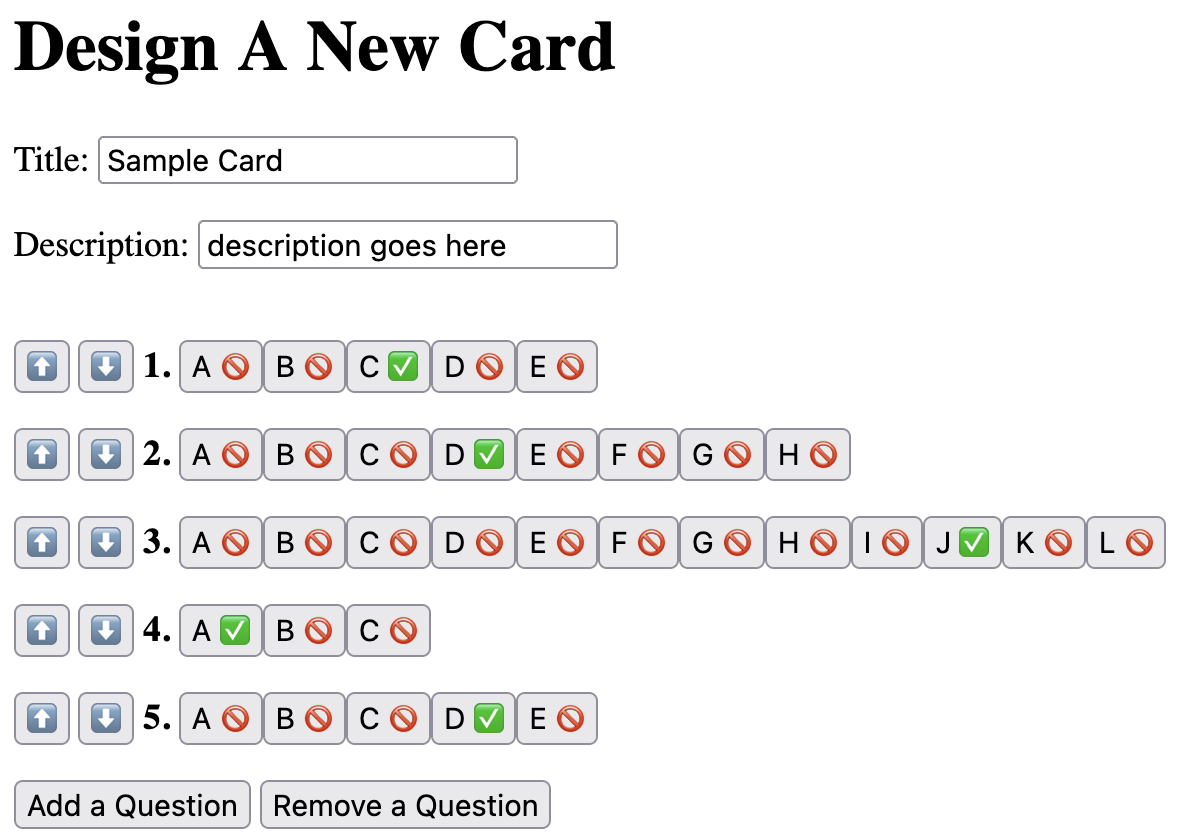 Design A New Card
Title: Sample Card
Description: description goes here
⬆️ ⬇️ 1. A 🚫 B 🚫 C ✅ D 🚫 E 🚫
⬆️ ⬇️ 2. A 🚫 B 🚫 C 🚫 D ✅ E 🚫 F 🚫 G 🚫 H 🚫
⬆️ ⬇️ 3. A 🚫 B 🚫 C 🚫 D 🚫 E 🚫 F 🚫 G 🚫 H 🚫 I 🚫 J ✅ K 🚫 L 🚫
⬆️ ⬇️ 4. A ✅ B 🚫 C 🚫
⬆️ ⬇️ 5. A 🚫 B 🚫 C 🚫 D ✅ E 🚫
Add a Question Remove a Question